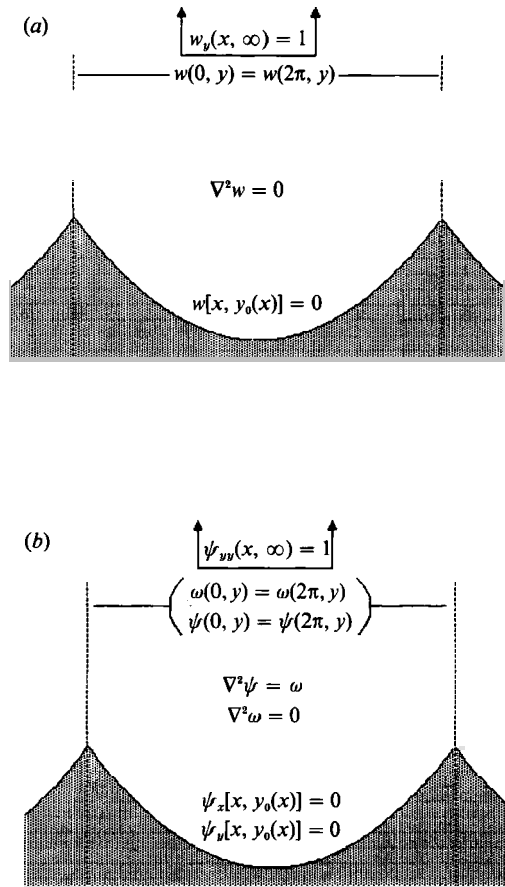 (a)
w_y(x, ∞) = 1
w(0, y) = w(2π, y)
∇²w = 0
w[x, y₀(x)] = 0
(b)
ψ_yy(x, ∞) = 1
ω(0, y) = ω(2π, y)
ψ(0, y) = ψ(2π, y)
∇²ψ = ω
∇²ω = 0
ψ_x[x, y₀(x)] = 0
ψ_y[x, y₀(x)] = 0